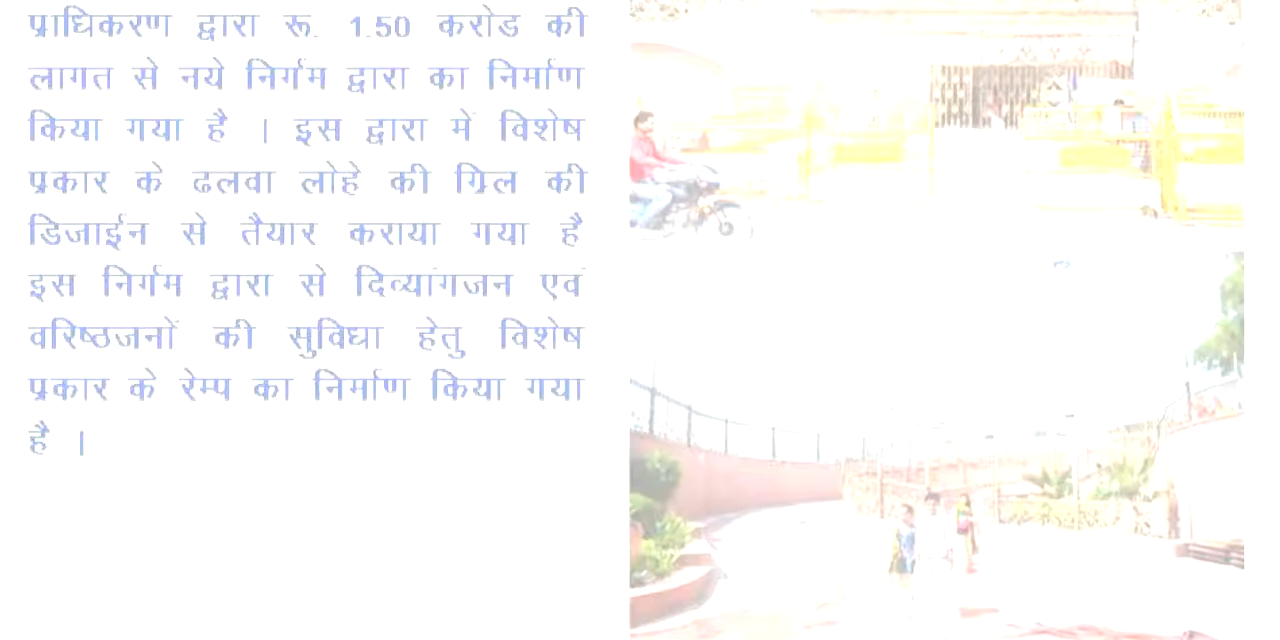 प्राधिकरण द्वारा रू. 1.50 करोड की
लागत से नये निर्गम द्वारा का निर्माण
किया गया है । इस द्वारा में विशेष
प्रकार के ढलवा लोहे की ग्रिल की
डिजाईन से तैयार कराया गया है
इस निर्गम द्वारा से दिव्यांगजन एवं
वरिष्ठजनों की सुविधा हेतु विशेष
प्रकार के रेम्प का निर्माण किया गया
है ।